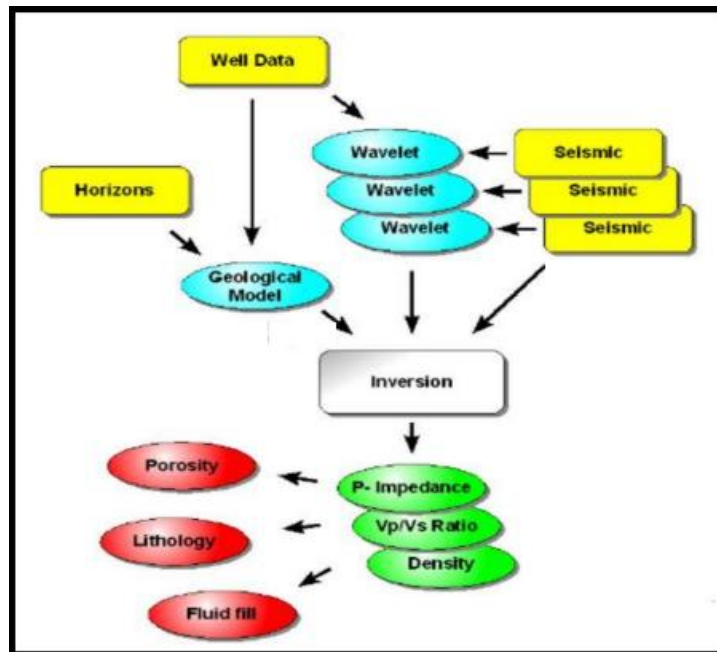 Well Data
Wavelet
Seismic
Horizons
Wavelet
Seismic
Wavelet
Seismic
Geological
Model
Inversion
Porosity
P- Impedance
Vp/Vs Ratio
Lithology
Density
Fluid fill